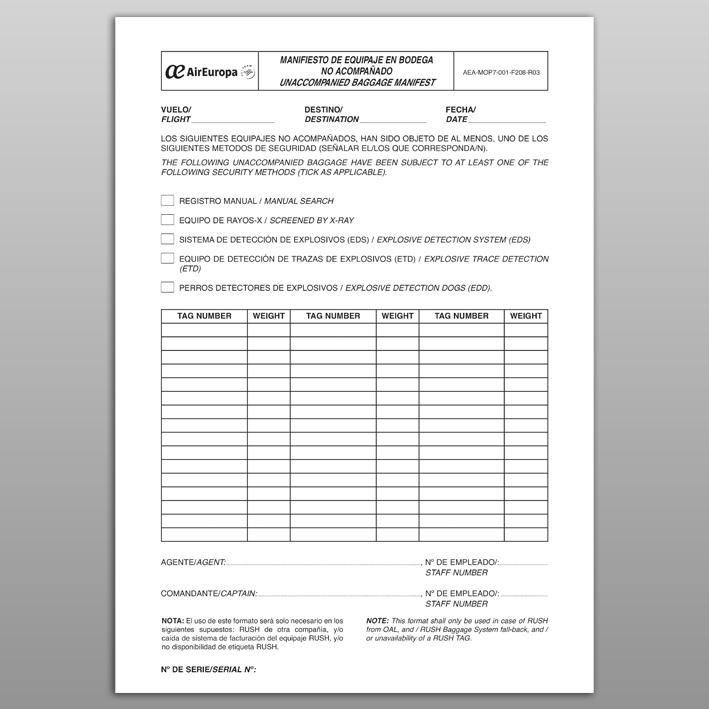 AirEuropa
MANIFIESTO DE EQUIPAJE EN BODEGA
NO ACOMPAÑADO
UNACCOMPANIED BAGGAGE MANIFEST
AEA-MOP7-001-F208-R03
VUELO/ DESTINO/ FECHA/
FLIGHT DESTINATION DATE
LOS SIGUIENTES EQUIPAJES NO ACOMPAÑADOS, HAN SIDO OBJETO DE AL MENOS, UNO DE LOS
SIGUIENTES METODOS DE SEGURIDAD (SEÑALAR EL/LOS QUE CORRESPONDA/N).
THE FOLLOWING UNACCOMPANIED BAGGAGE HAVE BEEN SUBJECT TO AT LEAST ONE OF THE
FOLLOWING SECURITY METHODS (TICK AS APPLICABLE).
REGISTRO MANUAL / MANUAL SEARCH
EQUIPO DE RAYOS-X / SCREENED BY X-RAY
SISTEMA DE DETECCIÓN DE EXPLOSIVOS (EDS) / EXPLOSIVE DETECTION SYSTEM (EDS)
EQUIPO DE DETECCIÓN DE TRAZAS DE EXPLOSIVOS (ETD) / EXPLOSIVE TRACE DETECTION
(ETD)
PERROS DETECTORES DE EXPLOSIVOS / EXPLOSIVE DETECTION DOGS (EDD).
TAG NUMBER WEIGHT TAG NUMBER WEIGHT TAG NUMBER WEIGHT
AGENTE/AGENT:, Nº DE EMPLEADO/:
STAFF NUMBER
COMANDANTE/CAPTAIN:, Nº DE EMPLEADO/:
STAFF NUMBER
NOTA: El uso de este formato será solo necesario en los
siguientes supuestos: RUSH de otra compañía, y/o
caída de sistema de facturación del equipaje RUSH, y/o
no disponibilidad de etiqueta RUSH.
NOTE: This format shall only be used in case of RUSH
from OAL, and / RUSH Baggage System fall-back, and /
or unavailability of a RUSH TAG.
Nº DE SERIE/SERIAL Nº: